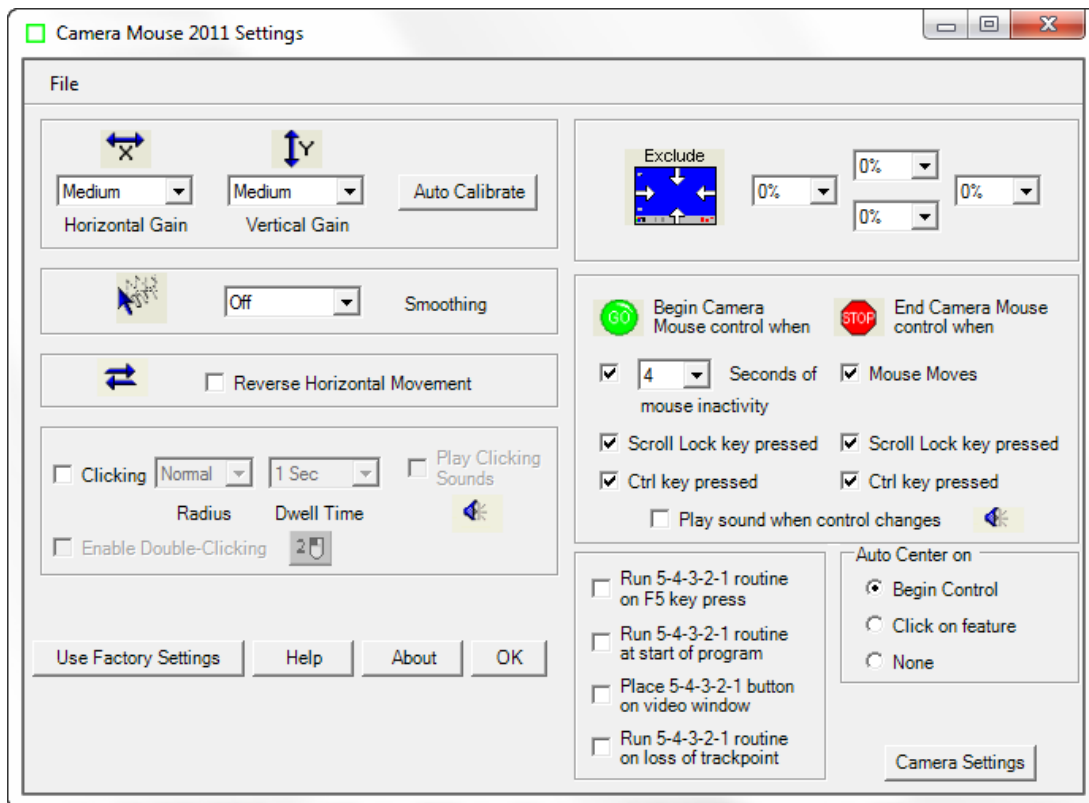 Camera Mouse 2011 Settings
File
X
Y
Medium
Medium
Auto Calibrate
Horizontal Gain
Vertical Gain
Off
Smoothing
Reverse Horizontal Movement
Clicking
Normal
1 Sec
Play Clicking
Sounds
Radius
Dwell Time
Enable Double-Clicking
2
Use Factory Settings
Help
About
OK
Exclude
0%
0%
0%
0%
GO
Begin Camera
Mouse control when
STOP
End Camera Mouse
control when
4
Seconds of
mouse inactivity
Mouse Moves
Scroll Lock key pressed
Scroll Lock key pressed
Ctrl key pressed
Ctrl key pressed
Play sound when control changes
Run 5-4-3-2-1 routine
on F5 key press
Run 5-4-3-2-1 routine
at start of program
Place 5-4-3-2-1 button
on video window
Run 5-4-3-2-1 routine
on loss of trackpoint
Auto Center on
Begin Control
Click on feature
None
Camera Settings